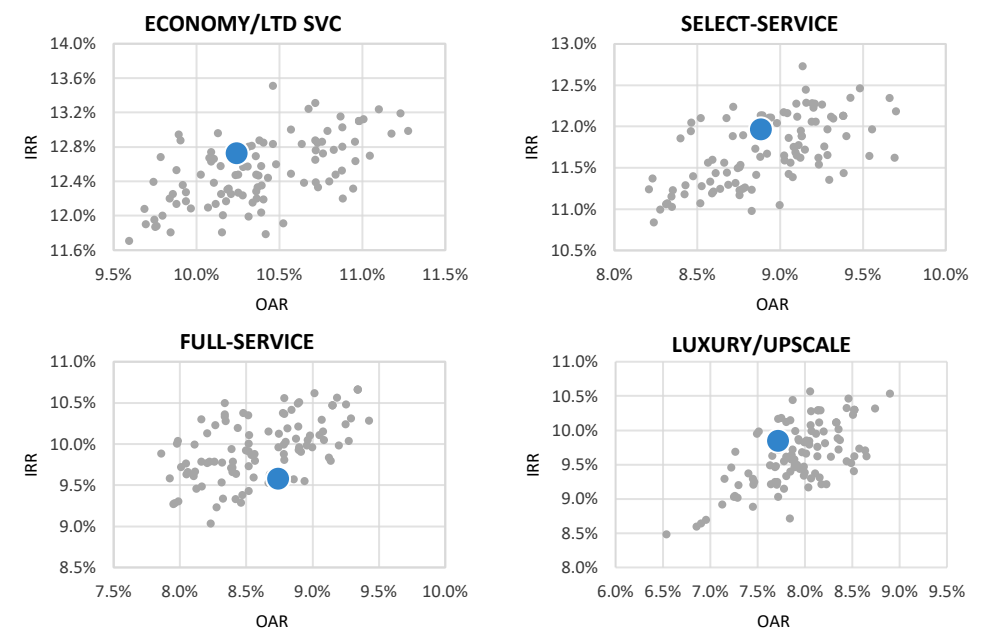 ECONOMY/LTD SVC
14.0%
13.6%
13.2%
12.8%
12.4%
12.0%
11.6%
IRR
9.5% 10.0% 10.5% 11.0% 11.5%
OAR
SELECT-SERVICE
13.0%
12.5%
12.0%
11.5%
11.0%
10.5%
IRR
8.0% 8.5% 9.0% 9.5% 10.0%
OAR
FULL-SERVICE
11.0%
10.5%
10.0%
9.5%
9.0%
8.5%
IRR
7.5% 8.0% 8.5% 9.0% 9.5% 10.0%
OAR
LUXURY/UPSCALE
11.0%
10.5%
10.0%
9.5%
9.0%
8.5%
8.0%
IRR
6.0% 6.5% 7.0% 7.5% 8.0% 8.5% 9.0% 9.5%
OAR